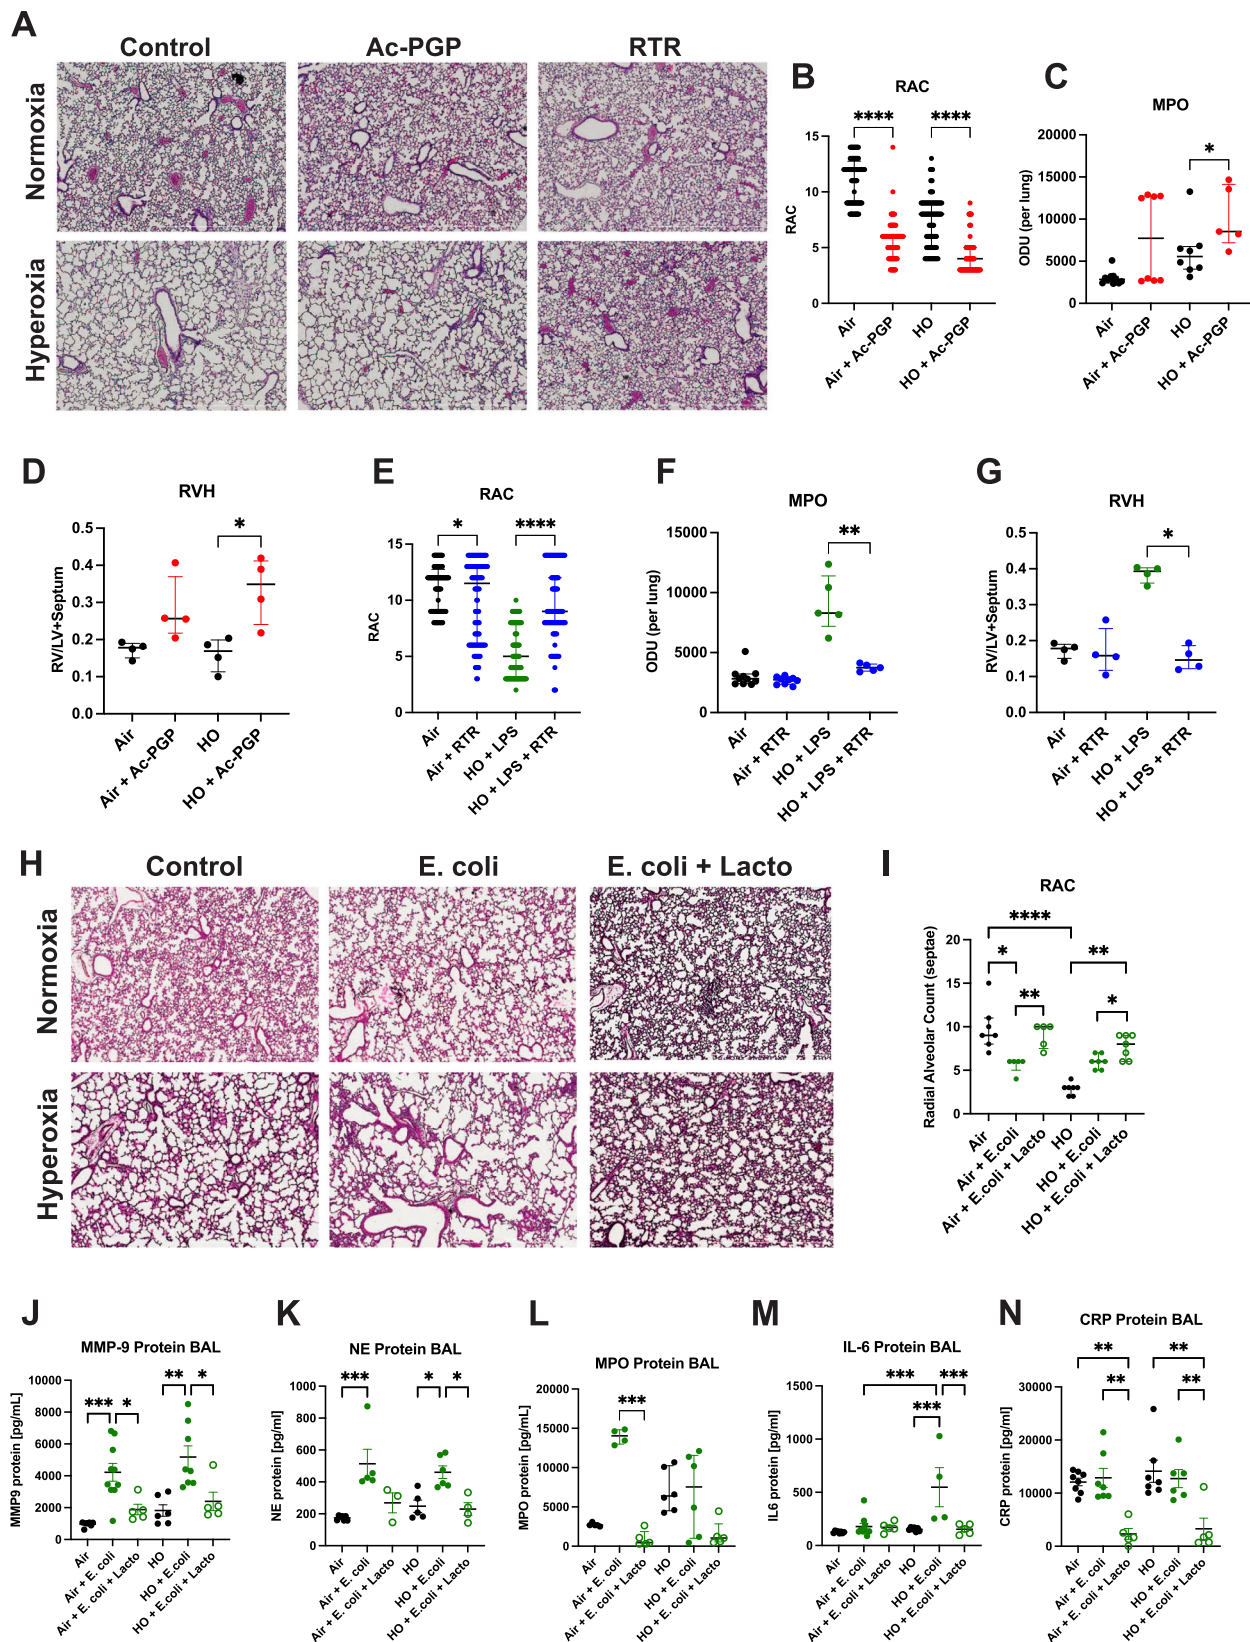 A
Control
Ac-PGP
RTR
Normoxia
Hyperoxia
B
RAC
**** ****
15
10
5
0
RAC
Air
Air + Ac-PGP
HO
HO + Ac-PGP
C
MPO
*
20000
15000
10000
5000
0
ODU (per lung)
Air
Air + Ac-PGP
HO
HO + Ac-PGP
D
RVH
*
0.5
0.4
0.3
0.2
0.1
0.0
RV/LV+Septum
Air
Air + Ac-PGP
HO
HO + Ac-PGP
E
RAC
* ****
15
10
5
0
RAC
Air
Air + RTR
HO + LPS
HO + LPS + RTR
F
MPO
**
15000
10000
5000
0
ODU (per lung)
Air
Air + RTR
HO + LPS
HO + LPS + RTR
G
RVH
*
0.4
0.3
0.2
0.1
0.0
RV/LV+Septum
Air
Air + RTR
HO + LPS
HO + LPS + RTR
H
Control
E. coli
E. coli + Lacto
Normoxia
Hyperoxia
I
RAC
****
* **
** *
20
15
10
5
0
Radial Alveolar Count (septae)
Air
Air + E.coli
Air + E.coli + Lacto
HO
HO + E.coli
HO + E.coli + Lacto
J
MMP-9 Protein BAL
*** * ** *
10000
8000
6000
4000
2000
0
MMP9 protein [pg/mL]
Air
Air + E. coli
Air + E. coli + Lacto
HO
HO + E.coli
HO + E.coli + Lacto
K
NE Protein BAL
*** * *
1000
800
600
400
200
0
NE protein [pg/ml]
Air
Air + E.coli
Air + E.coli + Lacto
HO
HO + E.coli
HO + E.coli + Lacto
L
MPO Protein BAL
***
20000
15000
10000
5000
0
MPO protein [pg/mL]
Air
Air + E. coli
Air + E.coli + Lacto
HO
HO + E. coli
HO + E.coli + Lacto
M
IL-6 Protein BAL
*** ***
***
1500
1000
500
0
IL6 protein [pg/ml]
Air
Air + E. coli
Air + E.coli + Lacto
HO
HO + E.coli
HO + E.coli + Lacto
N
CRP Protein BAL
** **
** **
30000
20000
10000
0
CRP protein [pg/ml]
Air
Air + E. coli
Air + E. coli + Lacto
HO
HO + E.coli
HO + E.coli + Lacto